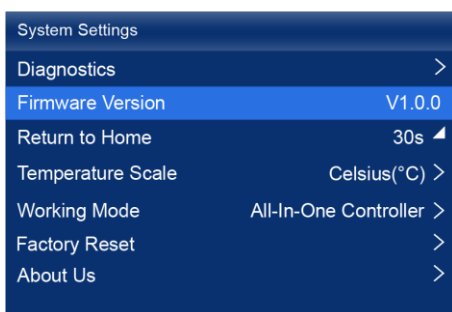 System Settings
Diagnostics >
Firmware Version V1.0.0
Return to Home 30s
Temperature Scale Celsius(°C) >
Working Mode All-In-One Controller >
Factory Reset >
About Us >